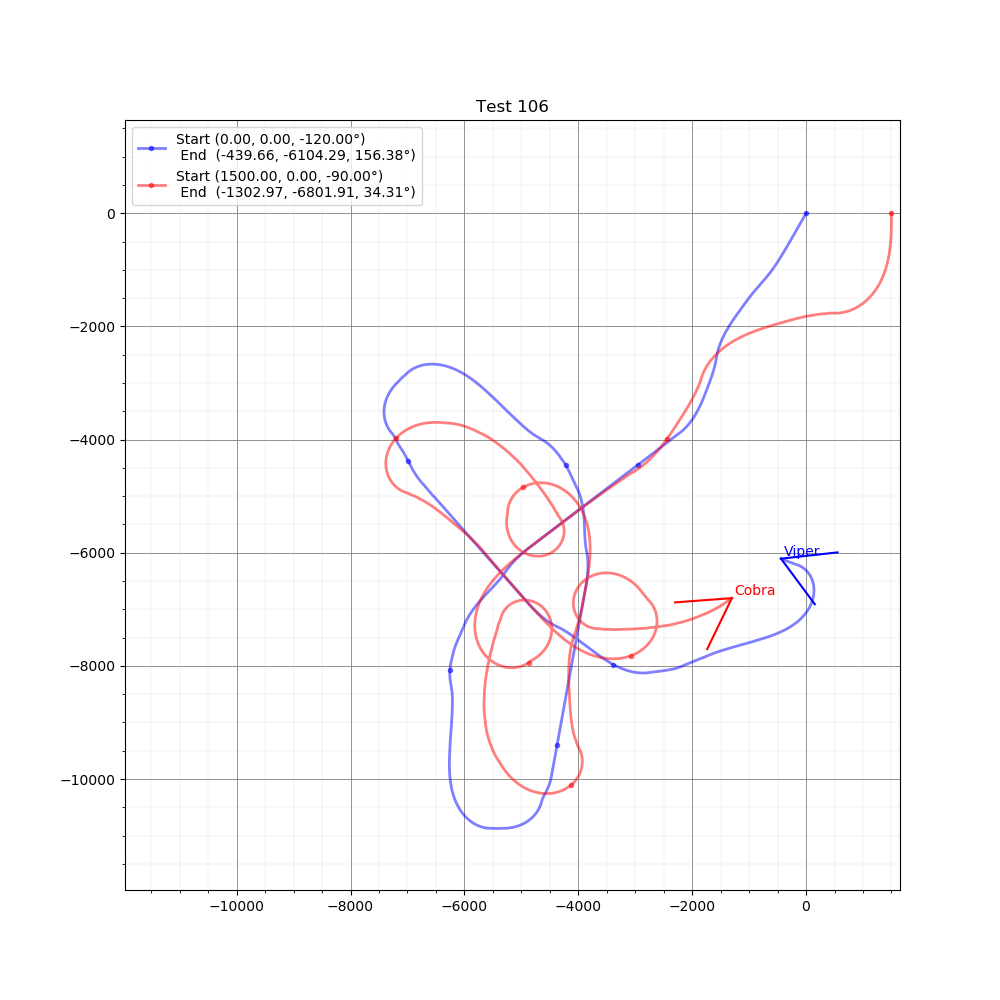 Test 106
Start (0.00, 0.00, -120.00°)
End  (-439.66, -6104.29, 156.38°)
Start (1500.00, 0.00, -90.00°)
End  (-1302.97, -6801.91, 34.31°)
0
−2000
−4000
−6000
−8000
−10000
Viper
Cobra
−10000
−8000
−6000
−4000
−2000
0